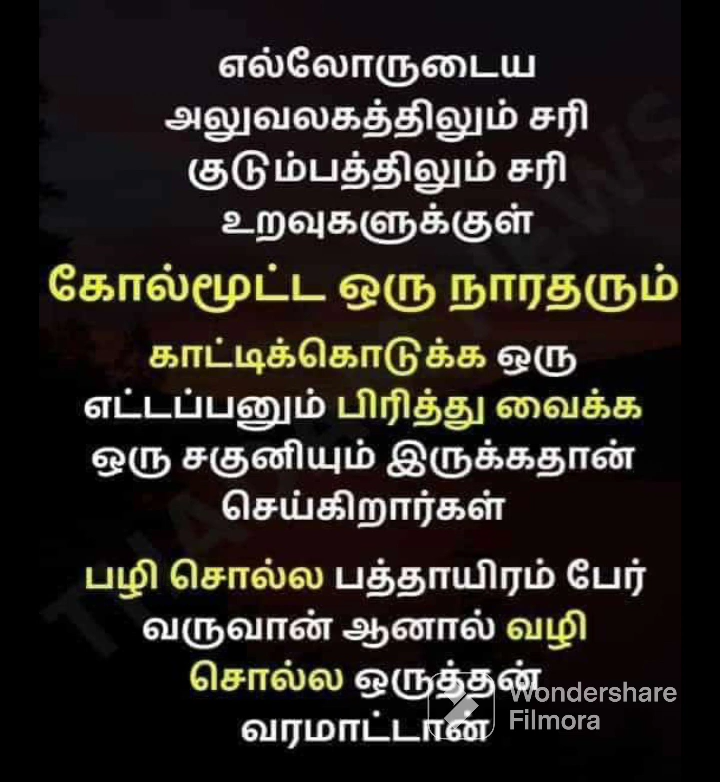 எல்லோருடைய
அலுவலகத்திலும் சரி
குடும்பத்திலும் சரி
உறவுகளுக்குள்
கோல்மூட்ட ஒரு நாரதரும்
காட்டிக்கொடுக்க ஒரு
எட்டப்பனும் பிரித்து வைக்க
ஒரு சகுனியும் இருக்கதான்
செய்கிறார்கள்
பழி சொல்ல பத்தாயிரம் பேர்
வருவான் ஆனால் வழி
சொல்ல ஒருத்தன்
வரமாட்டான்
Wondershare
Filmora